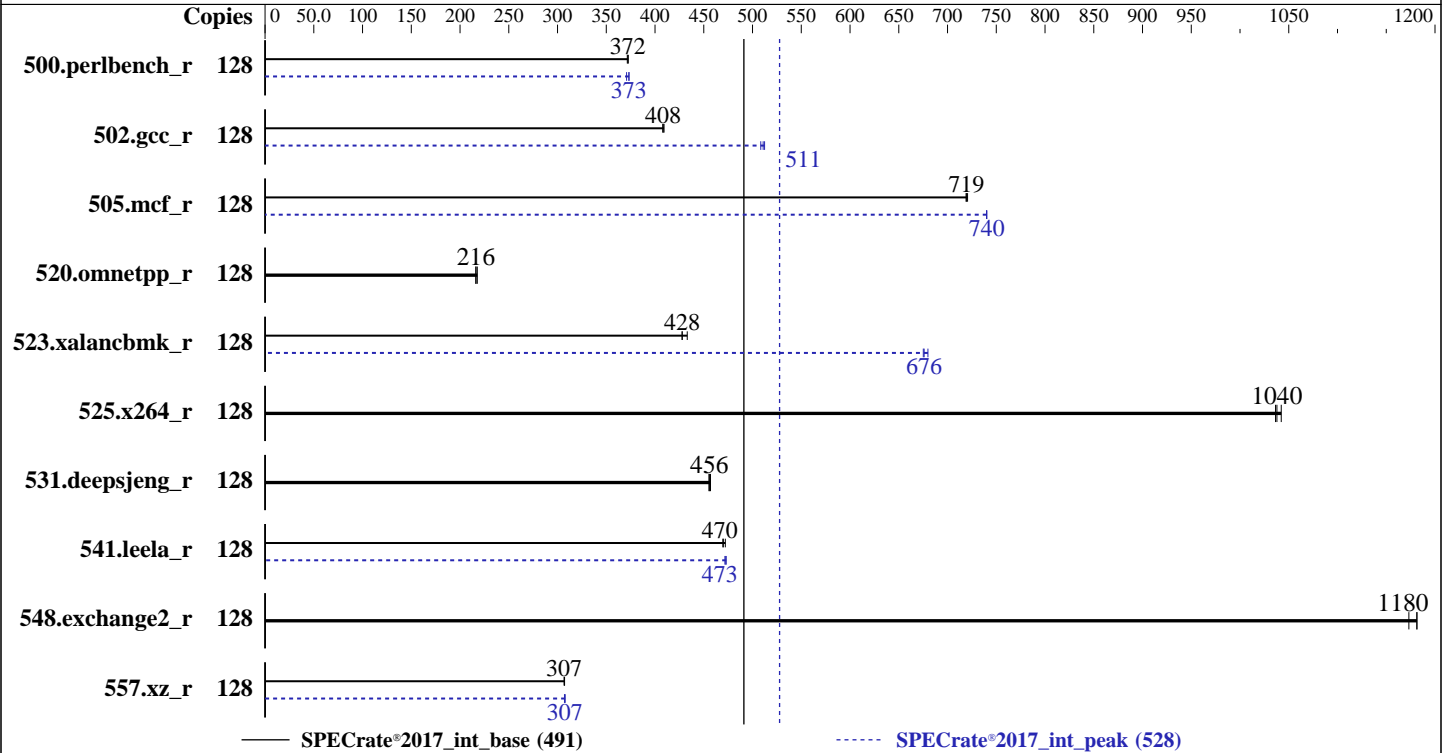 Copies 0 50.0 100 150 200 250 300 350 400 450 500 550 600 650 700 750 800 850 900 950 1050 1200
500.perlbench_r 128 372
373
502.gcc_r 128 408
511
505.mcf_r 128 719
740
520.omnetpp_r 128 216
523.xalancbmk_r 128 428
676
525.x264_r 128 1040
531.deepsjeng_r 128 456
541.leela_r 128 470
473
548.exchange2_r 128 1180
557.xz_r 128 307
307
SPECrate®2017_int_base (491) SPECrate®2017_int_peak (528)